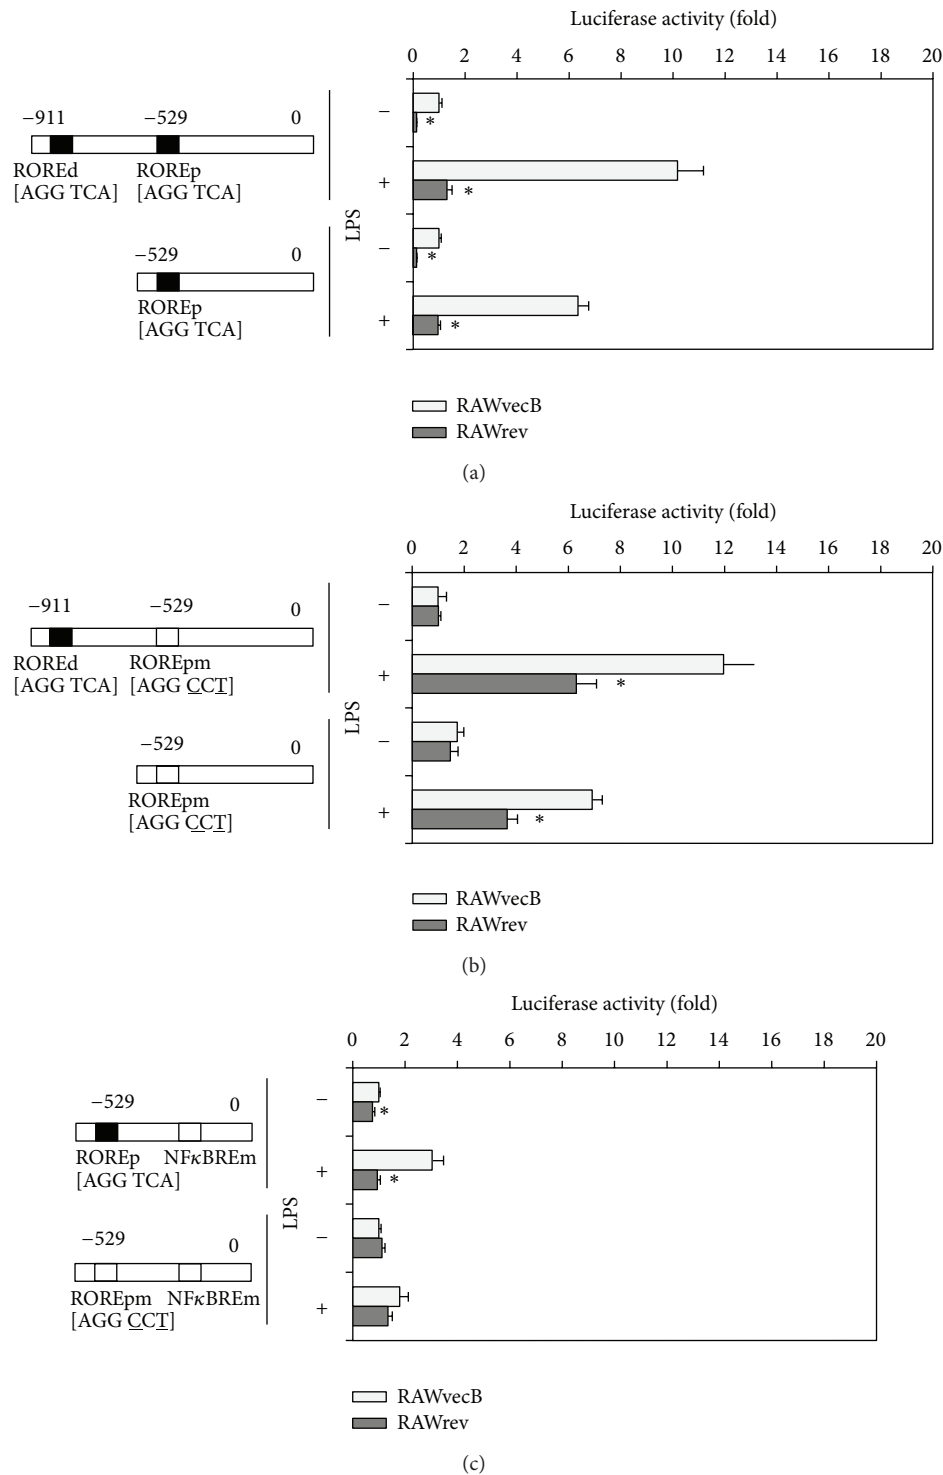 Luciferase activity (fold)
0 2 4 6 8 10 12 14 16 18 20
−911 −529 0
ROREd ROREp
[AGG TCA] [AGG TCA]
−
*
+
*
LPS
−529 0
ROREp
[AGG TCA]
−
*
+
*
RAWvecB
RAWrev
(a)
Luciferase activity (fold)
0 2 4 6 8 10 12 14 16 18 20
−911 −529 0
ROREd ROREpm
[AGG TCA] [AGG CCT]
−
+
*
LPS
−529 0
ROREpm
[AGG CCT]
−
+
*
RAWvecB
RAWrev
(b)
Luciferase activity (fold)
0 2 4 6 8 10 12 14 16 18 20
−529 0
ROREp NFκBREm
[AGG TCA]
−
*
+
*
LPS
−529 0
ROREpm NFκBREm
[AGG CCT]
−
+
RAWvecB
RAWrev
(c)